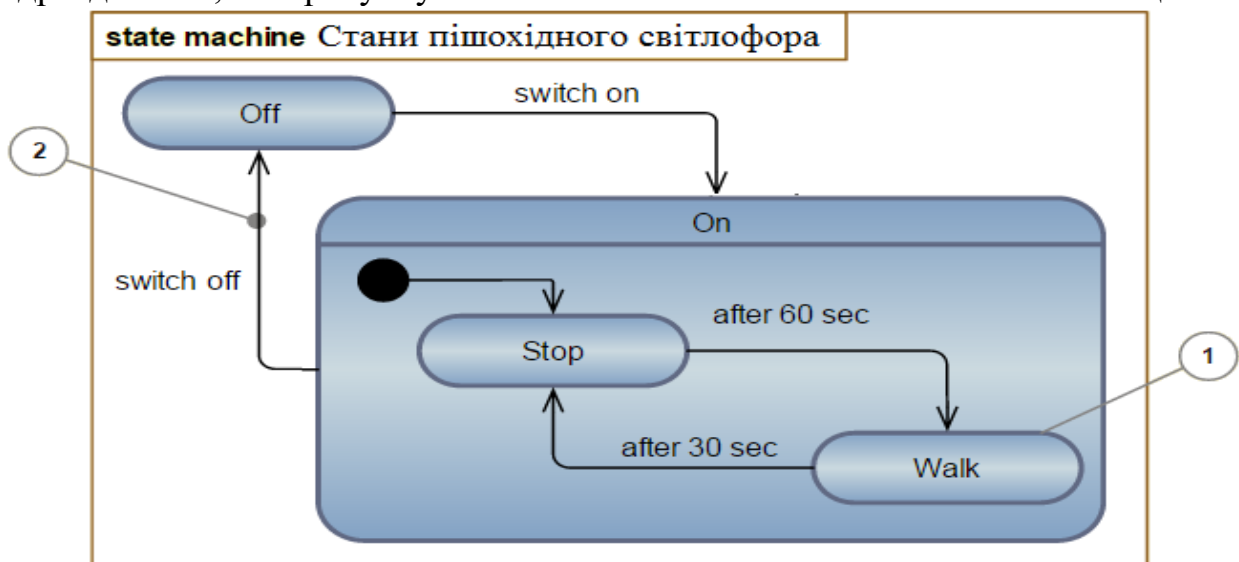 state machine Стани пішохідного світлофора
switch on
Off
2
On
switch off
after 60 sec
Stop
1
after 30 sec
Walk